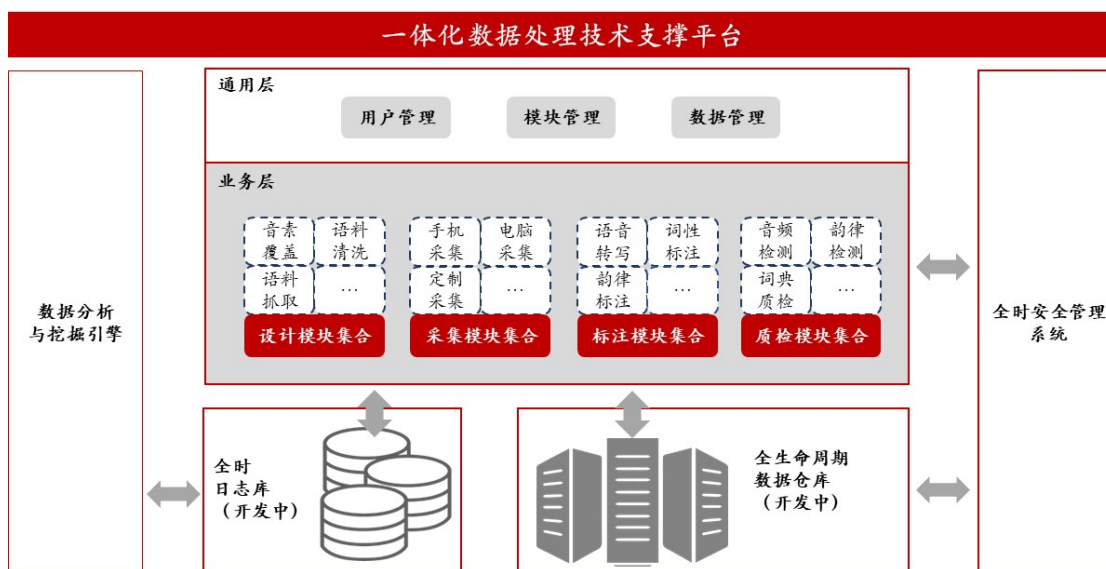 一体化数据处理技术支撑平台
通用层
用户管理
模块管理
数据管理
业务层
音素
覆盖
语料
清洗
语料
抓取
…
设计模块集合
手机
采集
电脑
采集
定制
采集
…
采集模块集合
语音
转写
词性
标注
韵律
标注
…
标注模块集合
音频
检测
韵律
检测
词典
质检
…
质检模块集合
数据分析
与挖掘引擎
全时安全管理
系统
全时
日志库
（开发中）
全生命周期
数据仓库
（开发中）